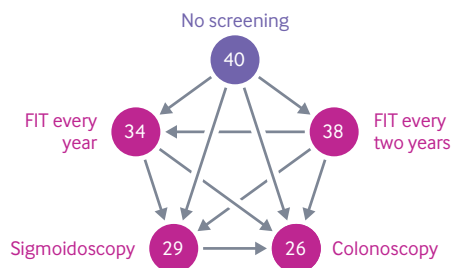 No screening
40
FIT every
year
34
38
FIT every
two years
Sigmoidoscopy
29
26
Colonoscopy